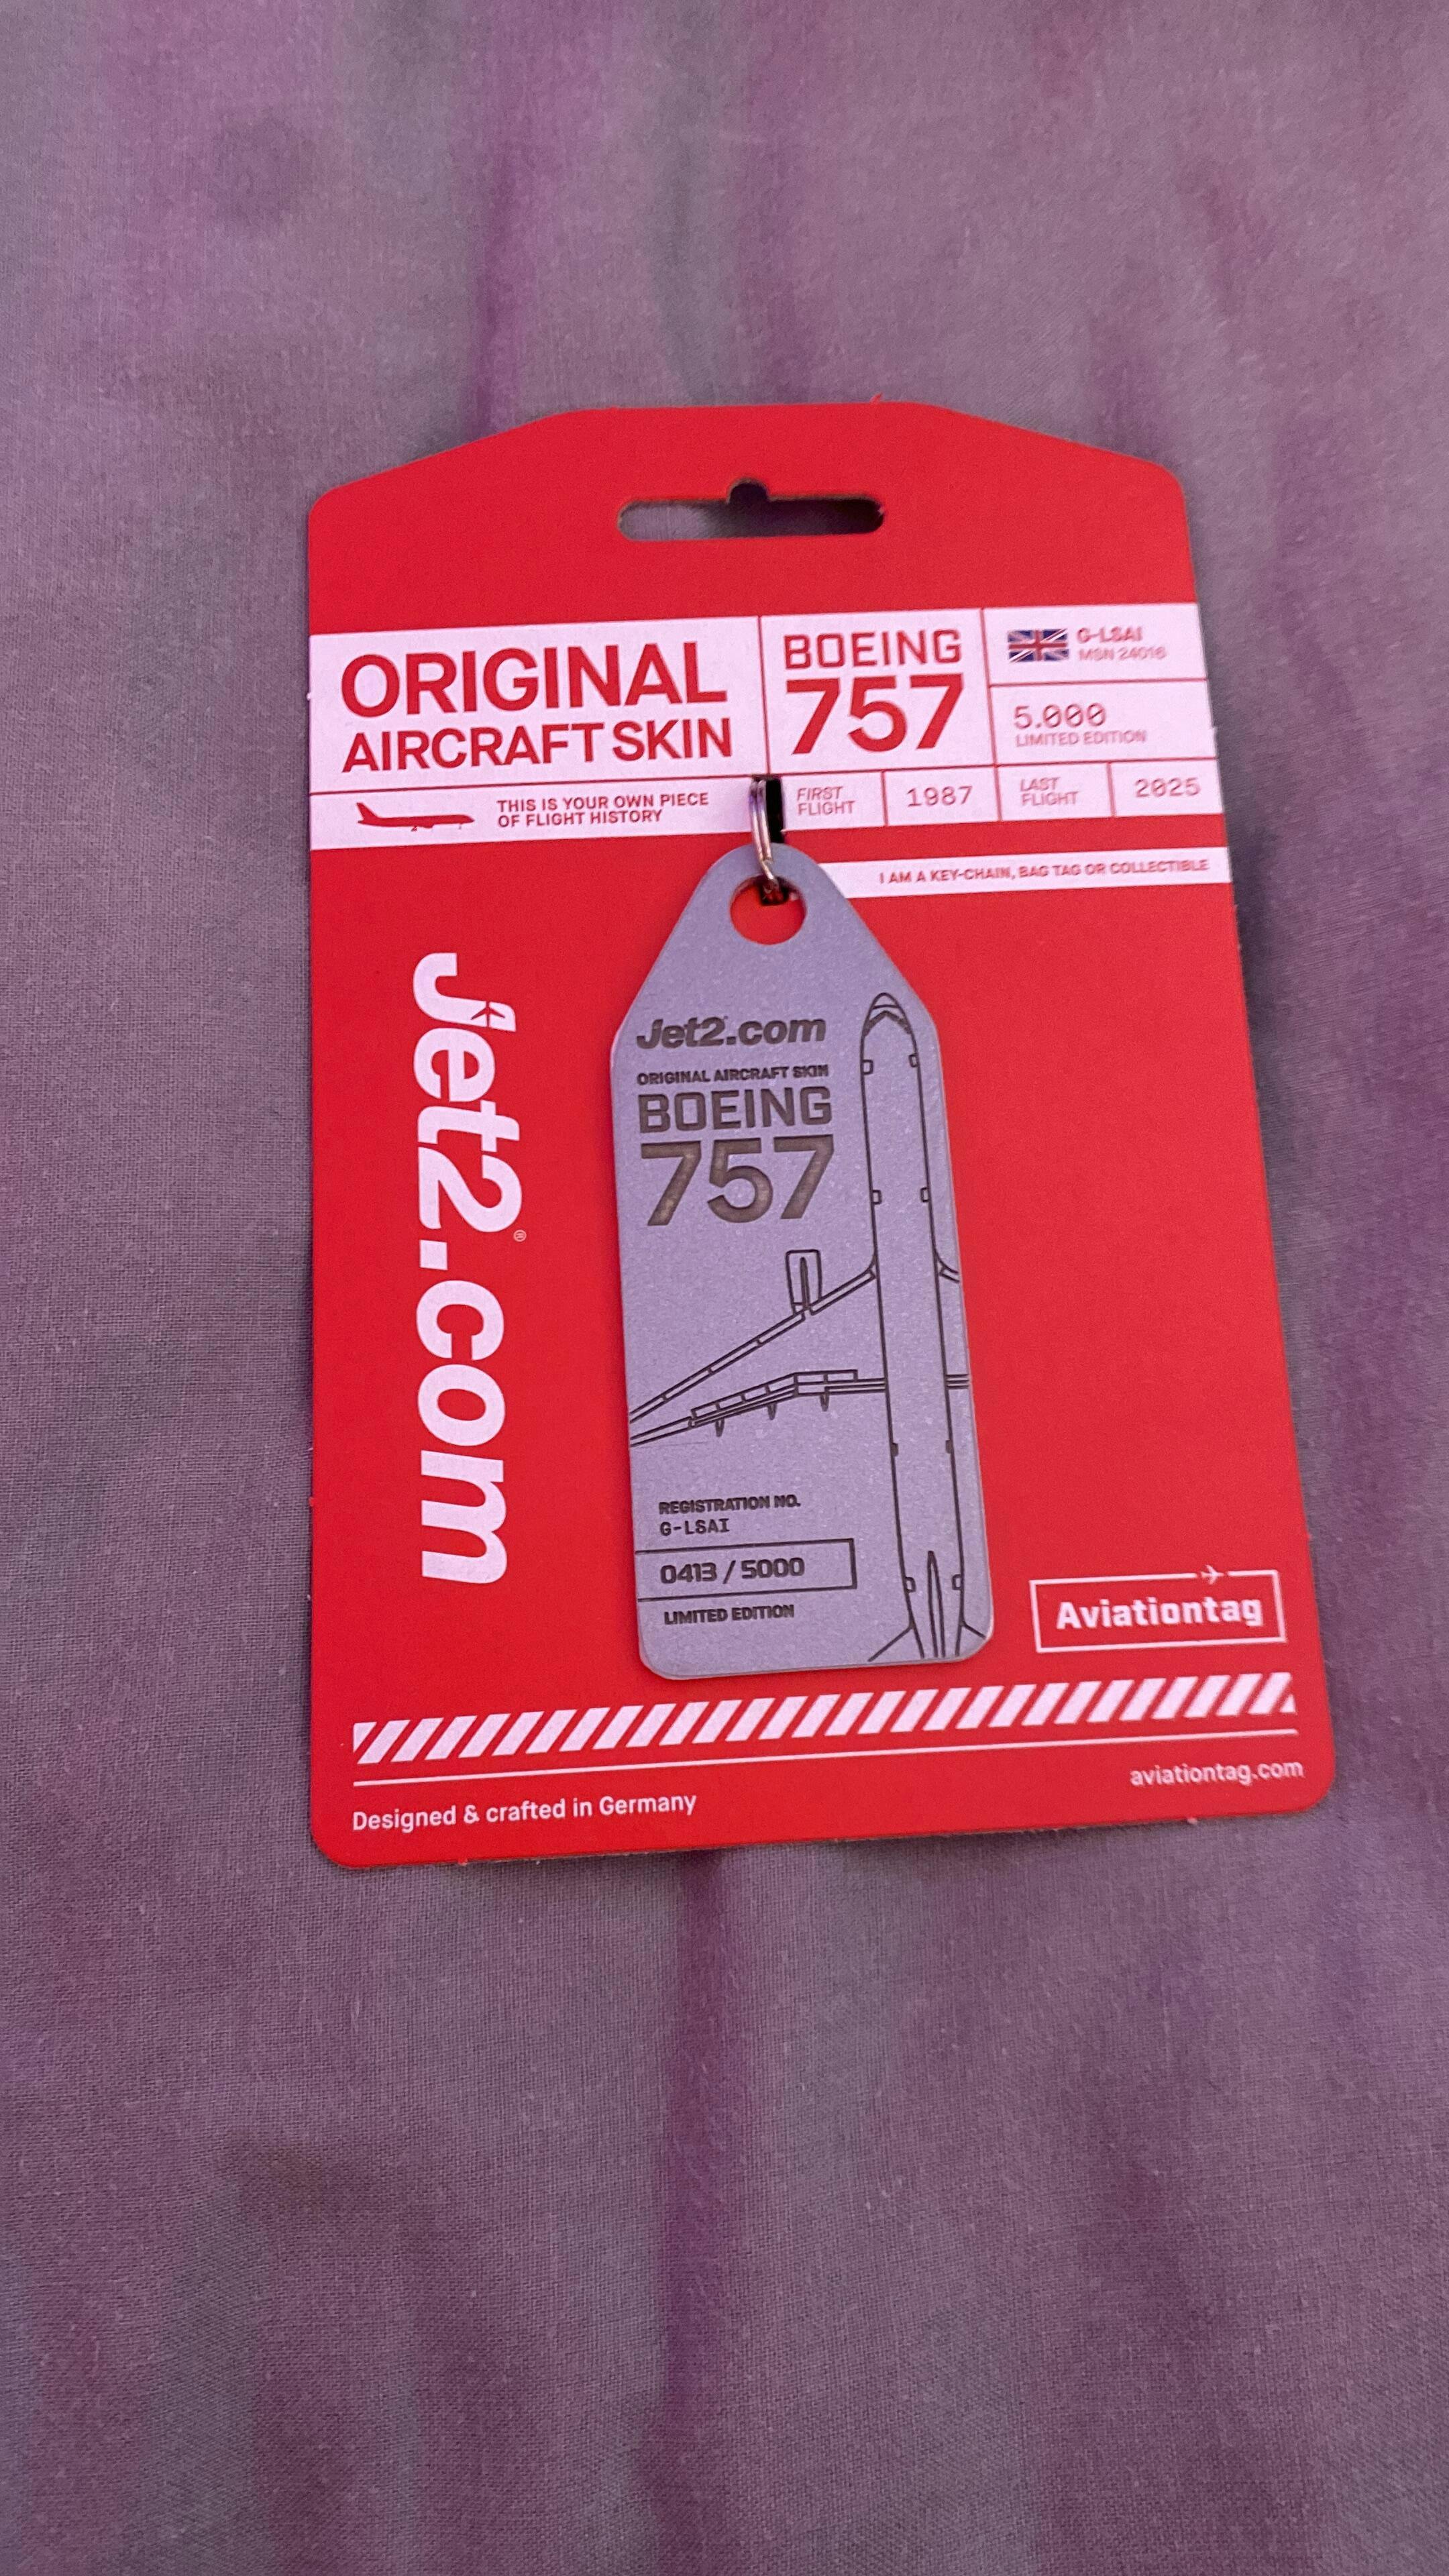 ORIGINAL
AIRCRAFT SKIN
BOEING
757
G-LSAI
MSN 24016
5.000
LIMITED EDITION
THIS IS YOUR OWN PIECE
OF FLIGHT HISTORY
FIRST
FLIGHT
1987
LAST
FLIGHT
2025
I AM A KEY-CHAIN, BAG TAG OR COLLECTIBLE
Jet2.com®
Jet2.com
ORIGINAL AIRCRAFT SKIN
BOEING
757
REGISTRATION NO.
G-LSAI
0413 / 5000
LIMITED EDITION
Aviationtag
Designed & crafted in Germany
aviationtag.com